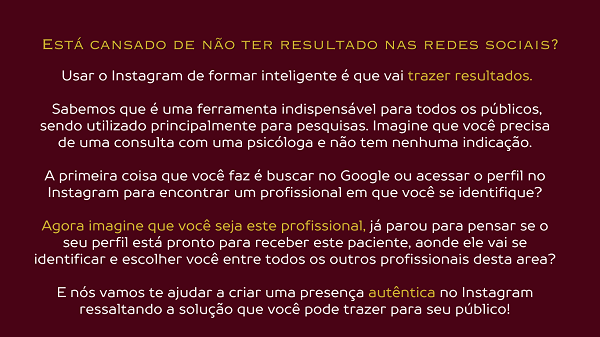 ESTÁ CANSADO DE NÃO TER RESULTADO NAS REDES SOCIAIS?
Usar o Instagram de formar inteligente é que vai trazer resultados.
Sabemos que é uma ferramenta indispensável para todos os públicos,
sendo utilizado principalmente para pesquisas. Imagine que você precisa
de uma consulta com uma psicóloga e não tem nenhuma indicação.
A primeira coisa que você faz é buscar no Google ou acessar o perfil no
Instagram para encontrar um profissional em que você se identifique?
Agora imagine que você seja este profissional, já parou para pensar se o
seu perfil está pronto para receber este paciente, aonde ele vai se
identificar e escolher você entre todos os outros profissionais desta area?
E nós vamos te ajudar a criar uma presença autêntica no Instagram
ressaltando a solução que você pode trazer para seu público!